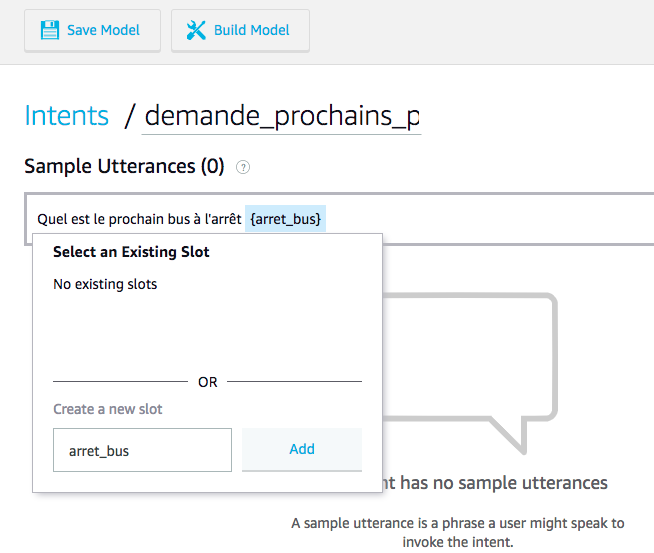 Save Model Build Model
Intents / demande_prochains_p
Sample Utterances (0) ?
Quel est le prochain bus à l'arrêt {arret_bus}
Select an Existing Slot
No existing slots
OR
Create a new slot
arret_bus Add
nt has no sample utterances
A sample utterance is a phrase a user might speak to
invoke the intent.